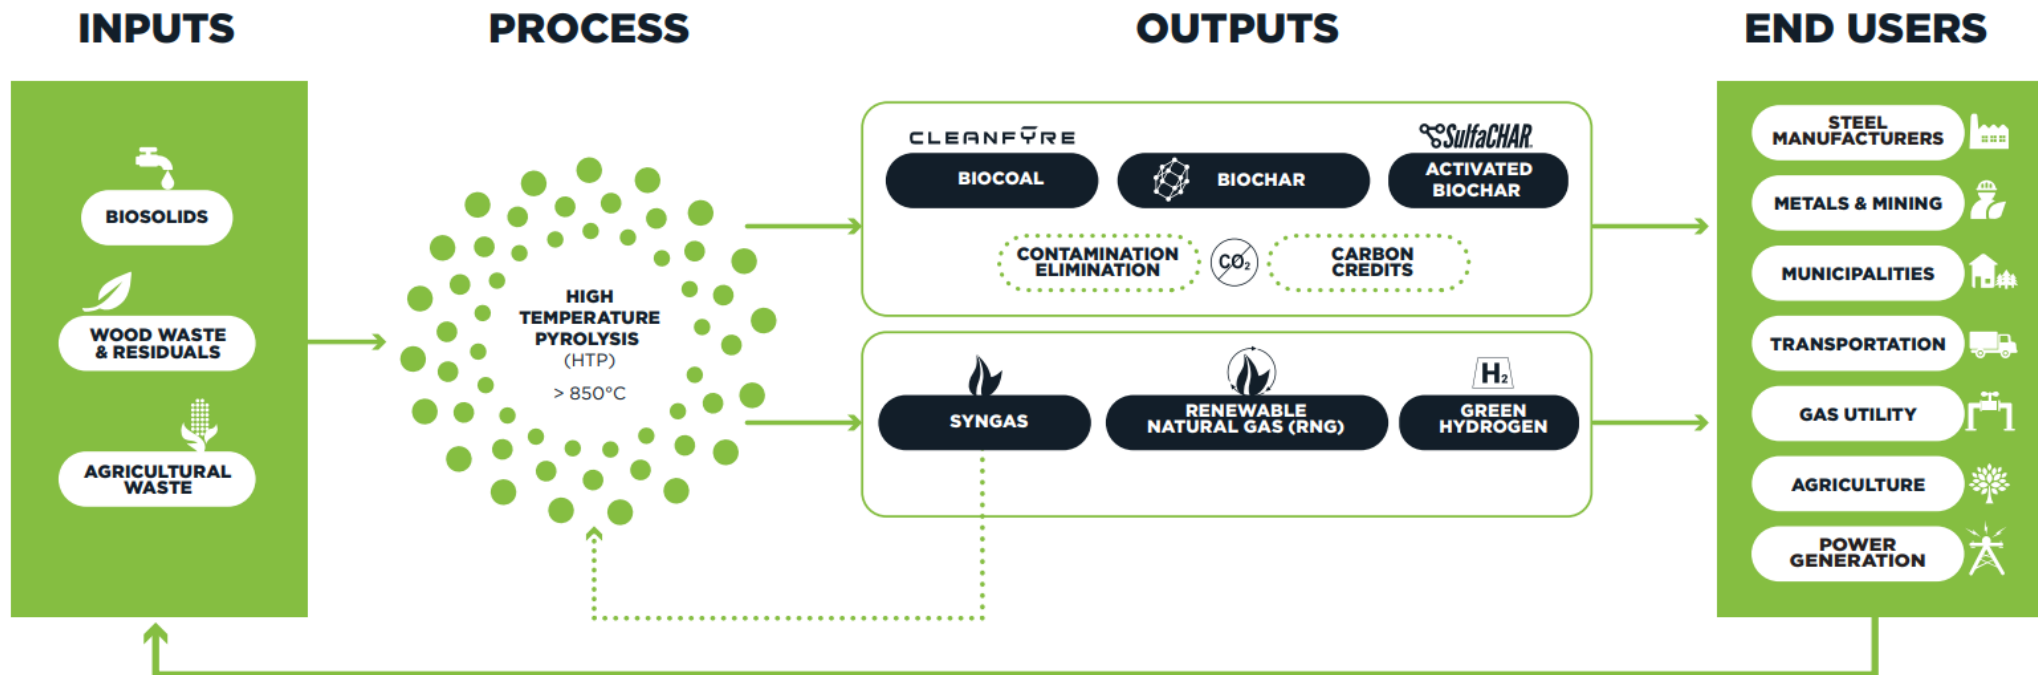 INPUTS
PROCESS
OUTPUTS
END USERS
BIOSOLIDS
WOOD WASTE
& RESIDUALS
AGRICULTURAL
WASTE
HIGH
TEMPERATURE
PYROLYSIS
(HTP)
> 850°C
CLEANFȲRE
BIOCOAL
BIOCHAR
SulfaCHAR
ACTIVATED
BIOCHAR
CONTAMINATION
ELIMINATION
CO₂
CARBON
CREDITS
SYNGAS
RENEWABLE
NATURAL GAS (RNG)
H₂
GREEN
HYDROGEN
STEEL
MANUFACTURERS
METALS & MINING
MUNICIPALITIES
TRANSPORTATION
GAS UTILITY
AGRICULTURE
POWER
GENERATION